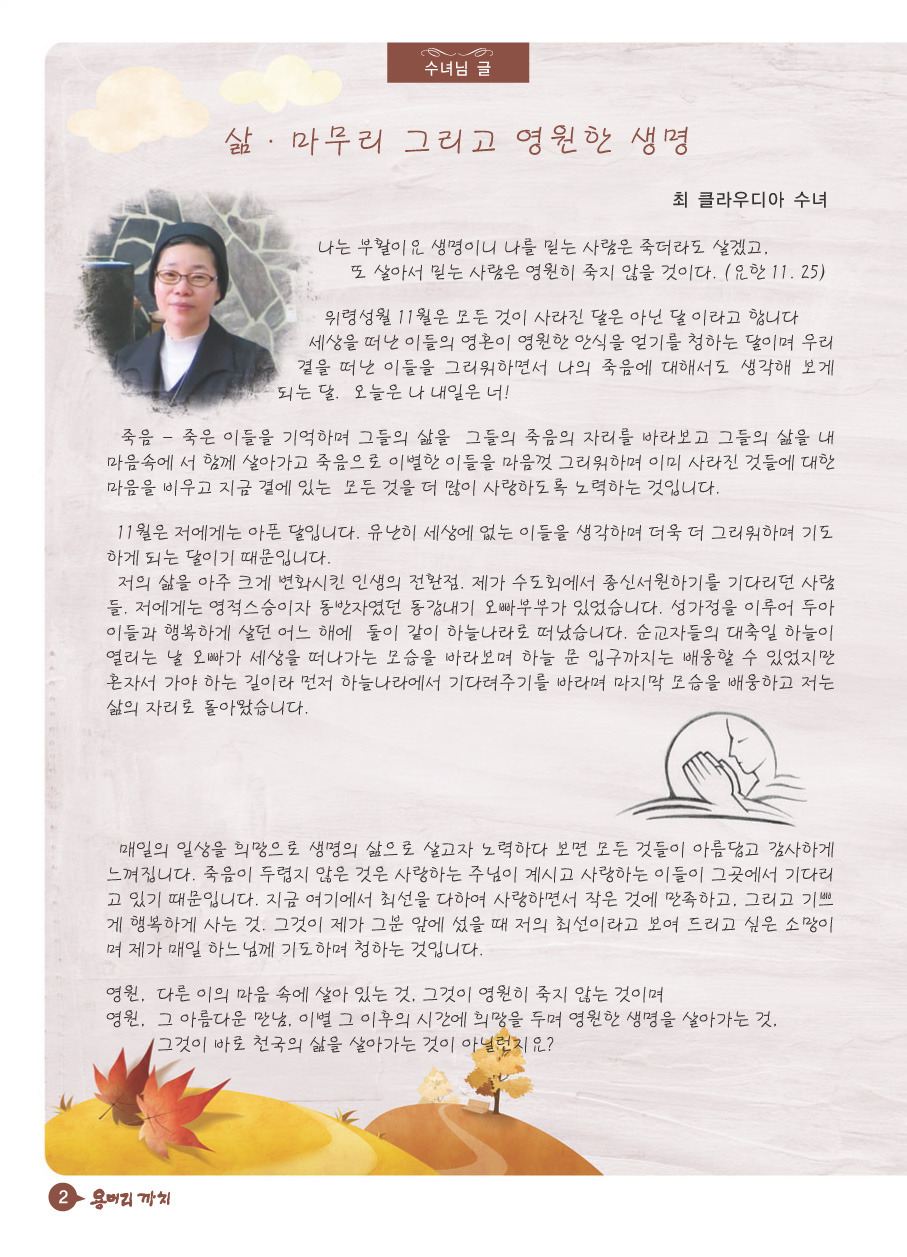 수녀님 글
삶 · 마무리 그리고 영원한 생명
최 클라우디아 수녀
나는 부활이요 생명이니 나를 믿는 사람은 죽더라도 살겠고,
또 살아서 믿는 사람은 영원히 죽지 않을 것이다. (요한 11. 25)
위령성월 11월은 모든 것이 사라진 달은 아닌 달 이라고 합니다
세상을 떠난 이들의 영혼이 영원한 안식을 얻기를 청하는 달이며 우리
곁을 떠난 이들을 그리워하면서 나의 죽음에 대해서도 생각해 보게
되는 달. 오늘은 나 내일은 너!
죽음 - 죽은 이들을 기억하며 그들의 삶을 그들의 죽음의 자리를 바라보고 그들의 삶을 내
마음속에 서 함께 살아가고 죽음으로 이별한 이들을 마음껏 그리워하며 이미 사라진 것들에 대한
마음을 비우고 지금 곁에 있는 모든 것을 더 많이 사랑하도록 노력하는 것입니다.
11월은 저에게는 아픈 달입니다. 유난히 세상에 없는 이들을 생각하며 더욱 더 그리워하며 기도
하게 되는 달이기 때문입니다.
저의 삶을 아주 크게 변화시킨 인생의 전환점. 제가 수도회에서 종신서원하기를 기다리던 사람
들. 저에게는 영적스승이자 동반자였던 동갑내기 오빠부부가 있었습니다. 성가정을 이루어 두아
이들과 행복하게 살던 어느 해에 둘이 같이 하늘나라로 떠났습니다. 순교자들의 대축일 하늘이
열리는 날 오빠가 세상을 떠나가는 모습을 바라보며 하늘 문 입구까지는 배웅할 수 있었지만
혼자서 가야 하는 길이라 먼저 하늘나라에서 기다려주기를 바라며 마지막 모습을 배웅하고 저는
삶의 자리로 돌아왔습니다.
매일의 일상을 희망으로 생명의 삶으로 살고자 노력하다 보면 모든 것들이 아름답고 감사하게
느껴집니다. 죽음이 두렵지 않은 것은 사랑하는 주님이 계시고 사랑하는 이들이 그곳에서 기다리
고 있기 때문입니다. 지금 여기에서 최선을 다하여 사랑하면서 작은 것에 만족하고, 그리고 기쁘
게 행복하게 사는 것. 그것이 제가 그분 앞에 섰을 때 저의 최선이라고 보여 드리고 싶은 소망이
며 제가 매일 하느님께 기도하며 청하는 것입니다.
영원, 다른 이의 마음 속에 살아 있는 것, 그것이 영원히 죽지 않는 것이며
영원, 그 아름다운 만남, 이별 그 이후의 시간에 희망을 두며 영원한 생명을 살아가는 것,
그것이 바로 천국의 삶을 살아가는 것이 아닐런지요?
2 용머리 까치